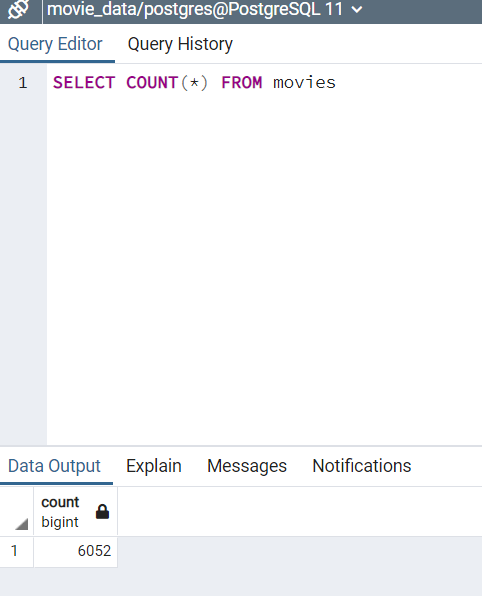 movie_data/postgres@PostgreSQL 11
Query Editor Query History
1 SELECT COUNT(*) FROM movies
Data Output Explain Messages Notifications
count
bigint
1 6052